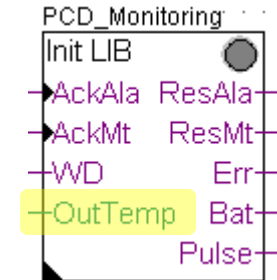 PCD_Monitoring
Init LIB
AckAla ResAla
AckMt ResMt
WD Err
OutTemp Bat
Pulse